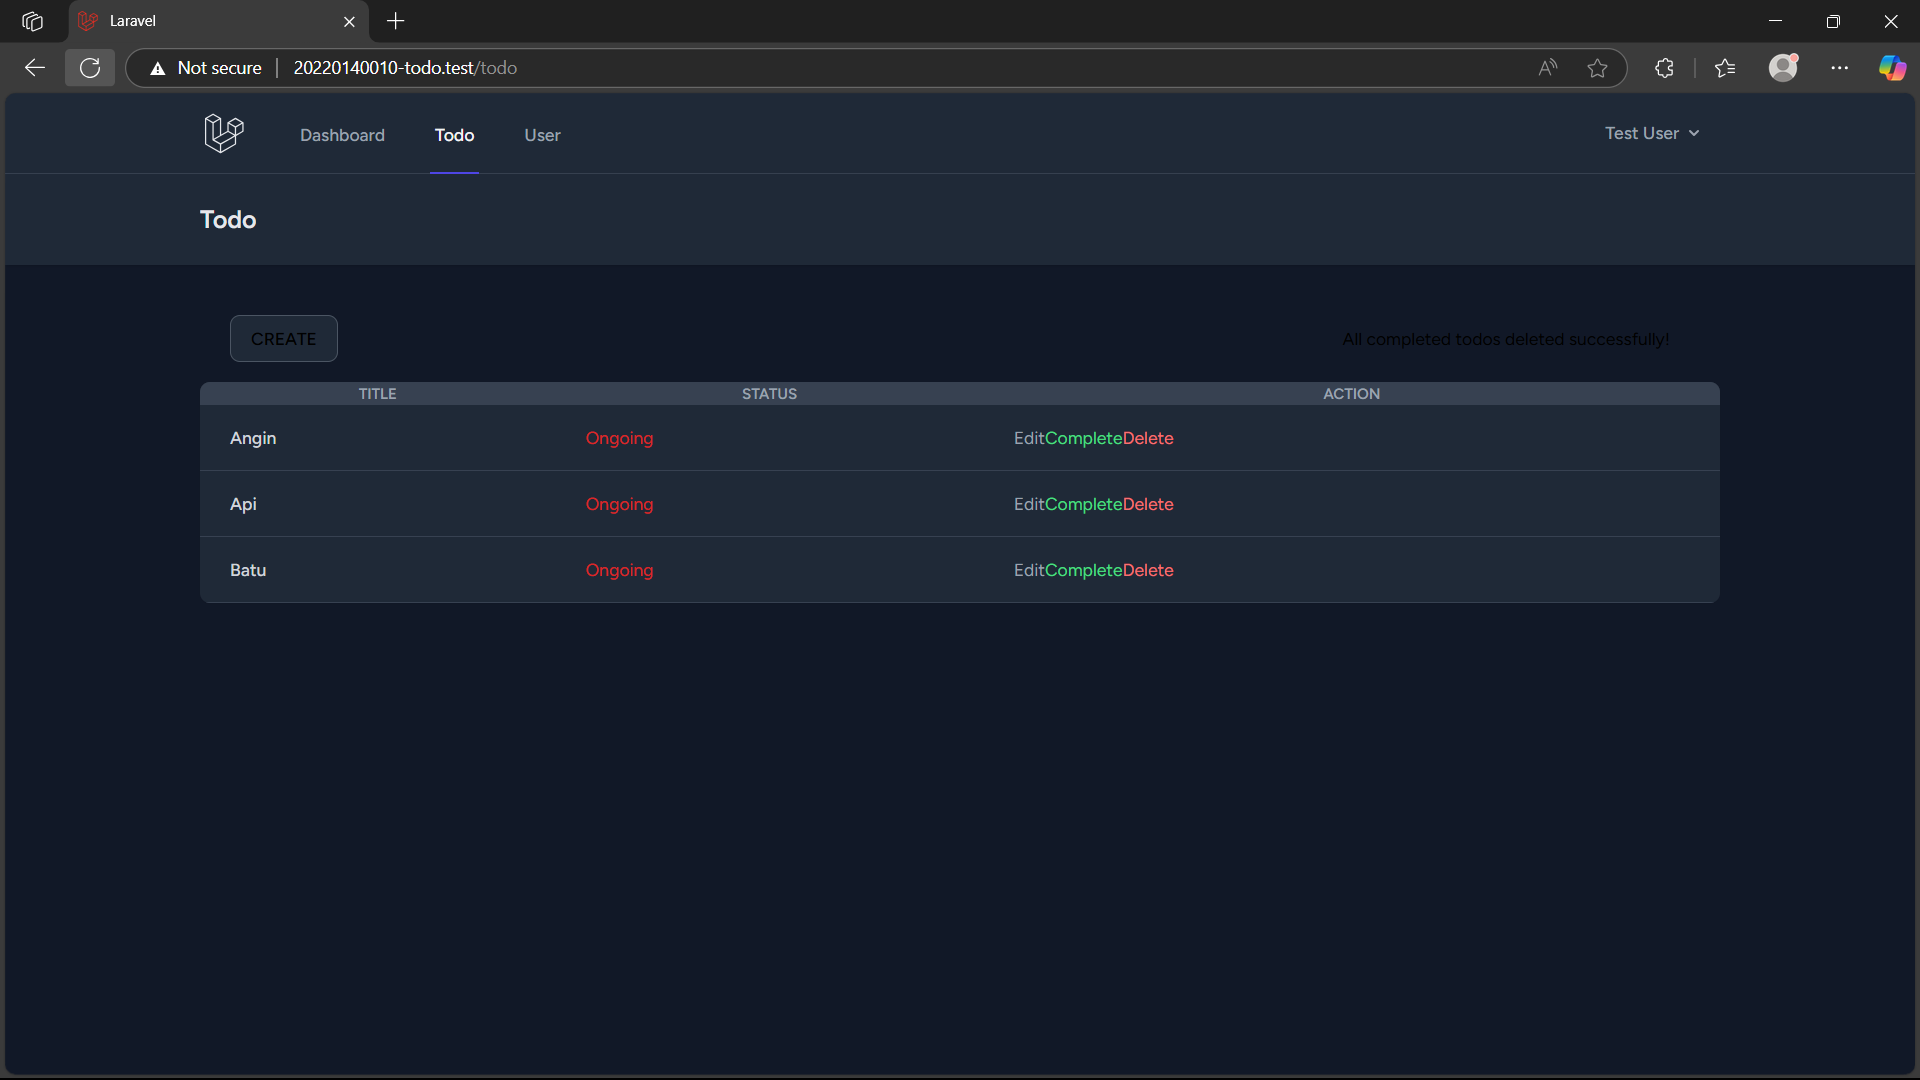 Laravel
Not secure 20220140010-todo.test/todo
Dashboard Todo User Test User
Todo
CREATE All completed todos deleted successfully!
TITLE STATUS ACTION
Angin Ongoing EditCompleteDelete
Api Ongoing EditCompleteDelete
Batu Ongoing EditCompleteDelete